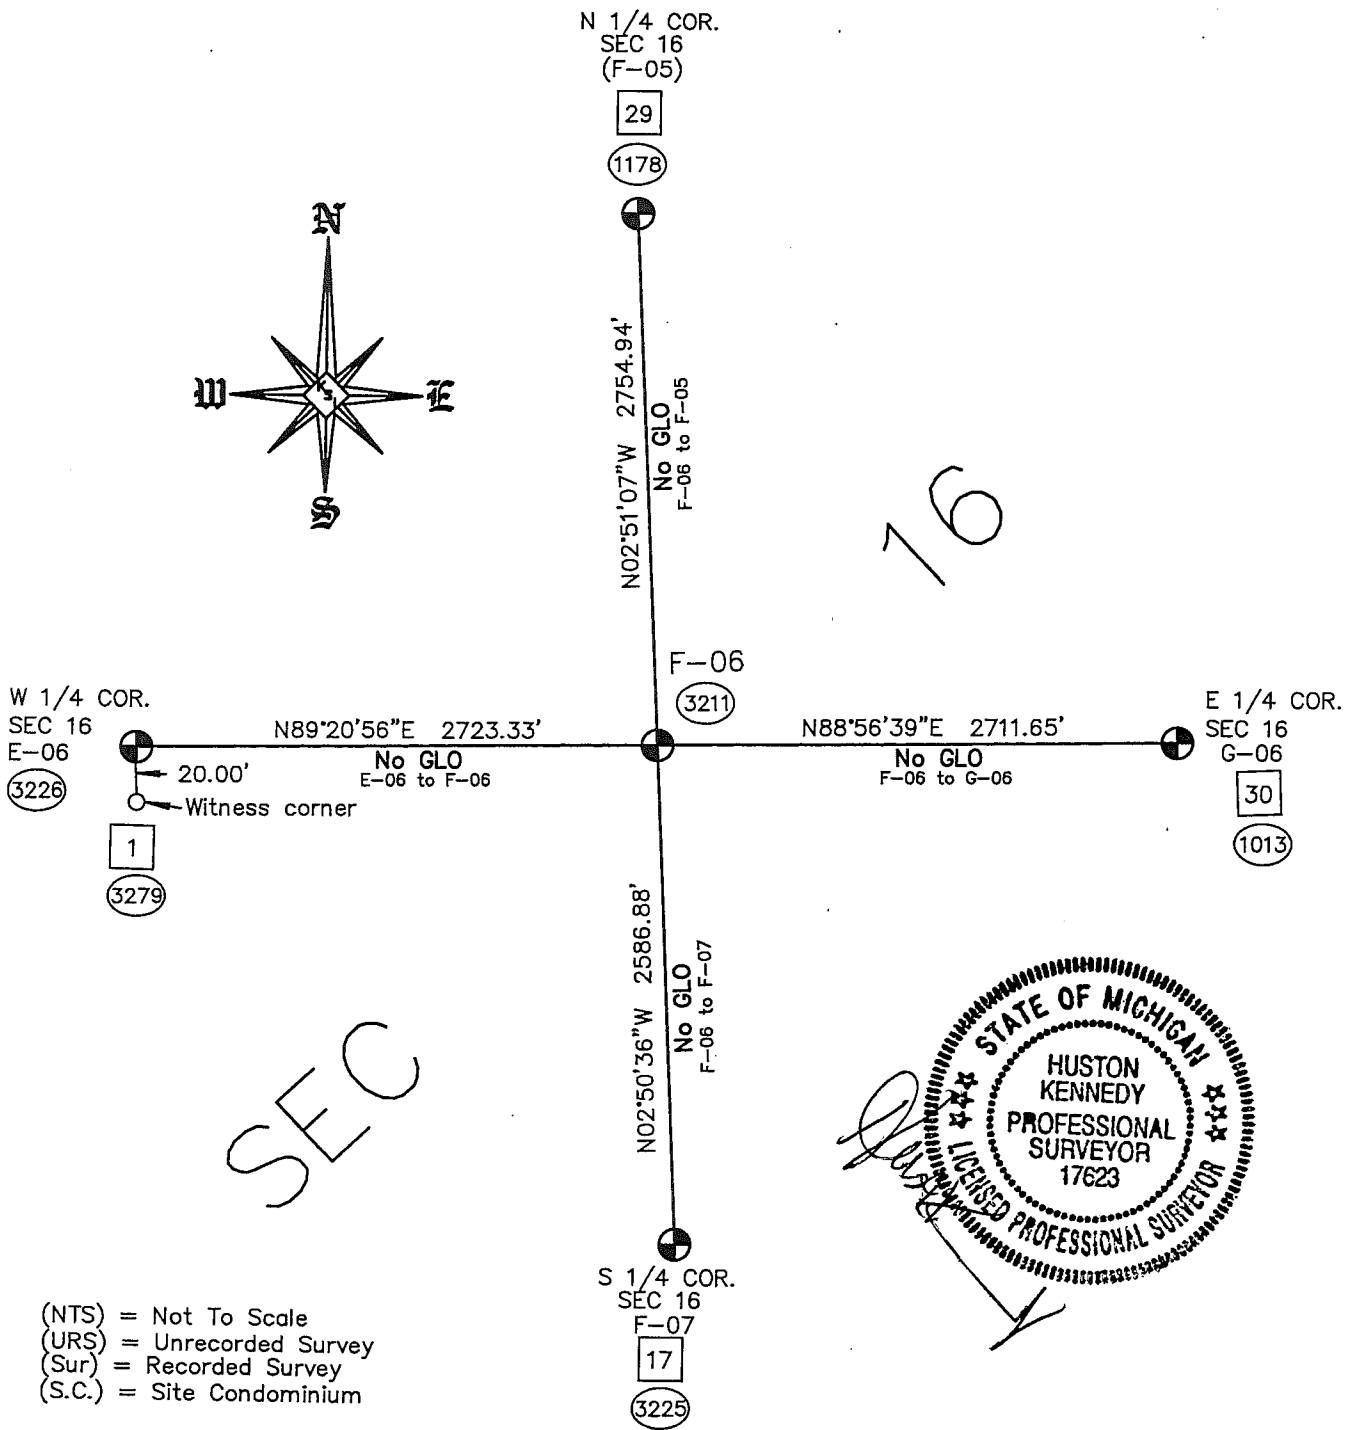 N 1/4 COR.
SEC 16
(F-05)
29
1178
N
W
E
S
K
S
I
N02°51'07"W 2754.94'
No GLO
F-06 to F-05
16
F-06
3211
W 1/4 COR.
SEC 16
E-06
3226
N89°20'56"E 2723.33'
No GLO
E-06 to F-06
20.00'
Witness corner
1
3279
N88°56'39"E 2711.65'
No GLO
F-06 to G-06
E 1/4 COR.
SEC 16
G-06
30
1013
N02°50'36"W 2586.88'
No GLO
F-06 to F-07
SEC
STATE OF MICHIGAN
HUSTON
KENNEDY
PROFESSIONAL
SURVEYOR
17623
LICENSED PROFESSIONAL SURVEYOR
S 1/4 COR.
SEC 16
F-07
17
3225
(NTS) = Not To Scale
(URS) = Unrecorded Survey
(Sur) = Recorded Survey
(S.C.) = Site Condominium